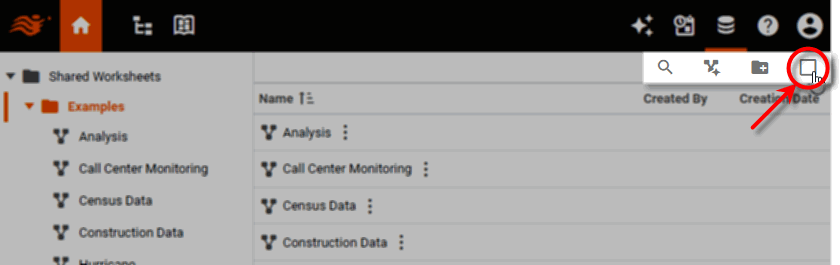 Shared Worksheets
Examples
Analysis
Call Center Monitoring
Census Data
Construction Data
Hurricane
Name Created By Creation Date
Analysis
Call Center Monitoring
Census Data
Construction Data